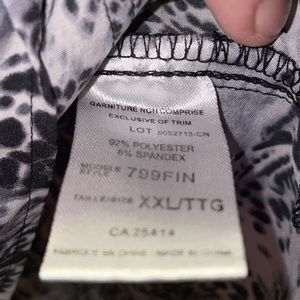 GARNITURE NON COMPRISE
EXCLUSIVE OF TRIM
LOT 5052713-CN
92% POLYESTER
8% SPANDEX
MODELE
STYLE 799FIN
TAILLE/SIZE XXL/TTG
CA 25414
FABRIQUÉ EN CHINE - MADE IN CHINA